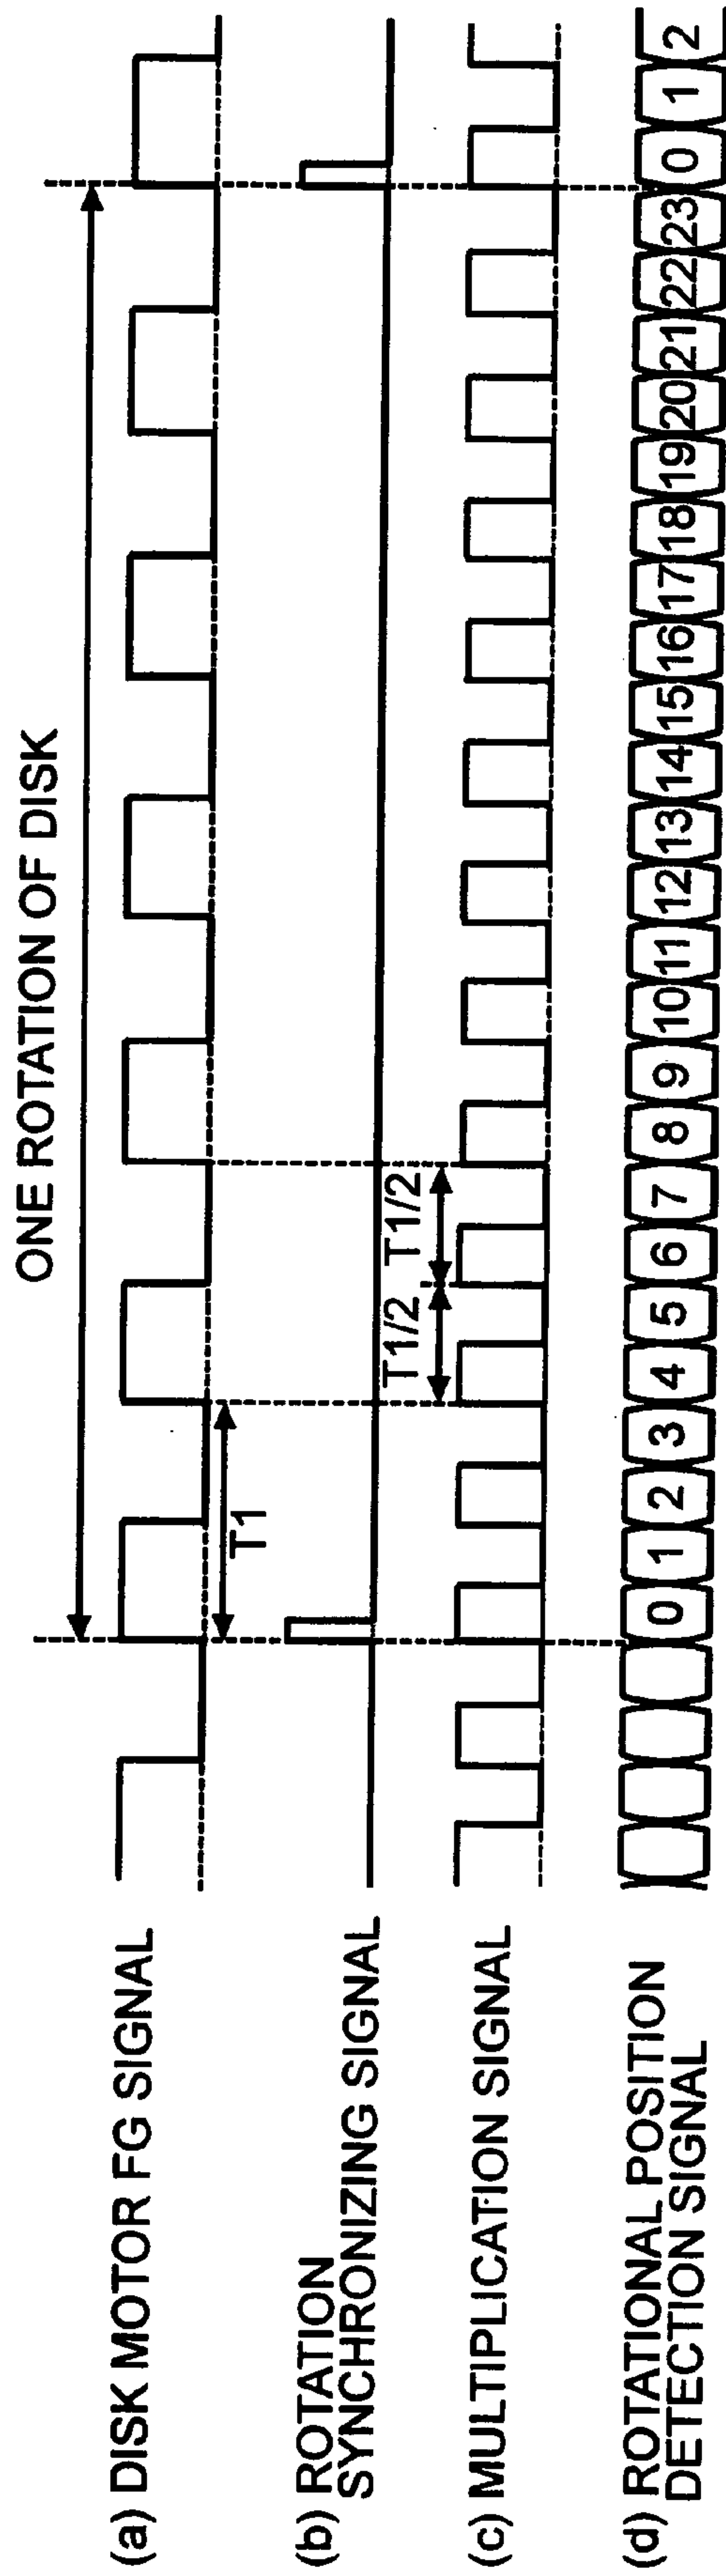 ONE ROTATION OF DISK
(a) DISK MOTOR FG SIGNAL
T1
(b) ROTATION
SYNCHRONIZING SIGNAL
T1/2 T1/2
(c) MULTIPLICATION SIGNAL
(d) ROTATIONAL POSITION
DETECTION SIGNAL
0 1 2 3 4 5 6 7 8 9 10 11 12 13 14 15 16 17 18 19 20 21 22 23 0 1 2